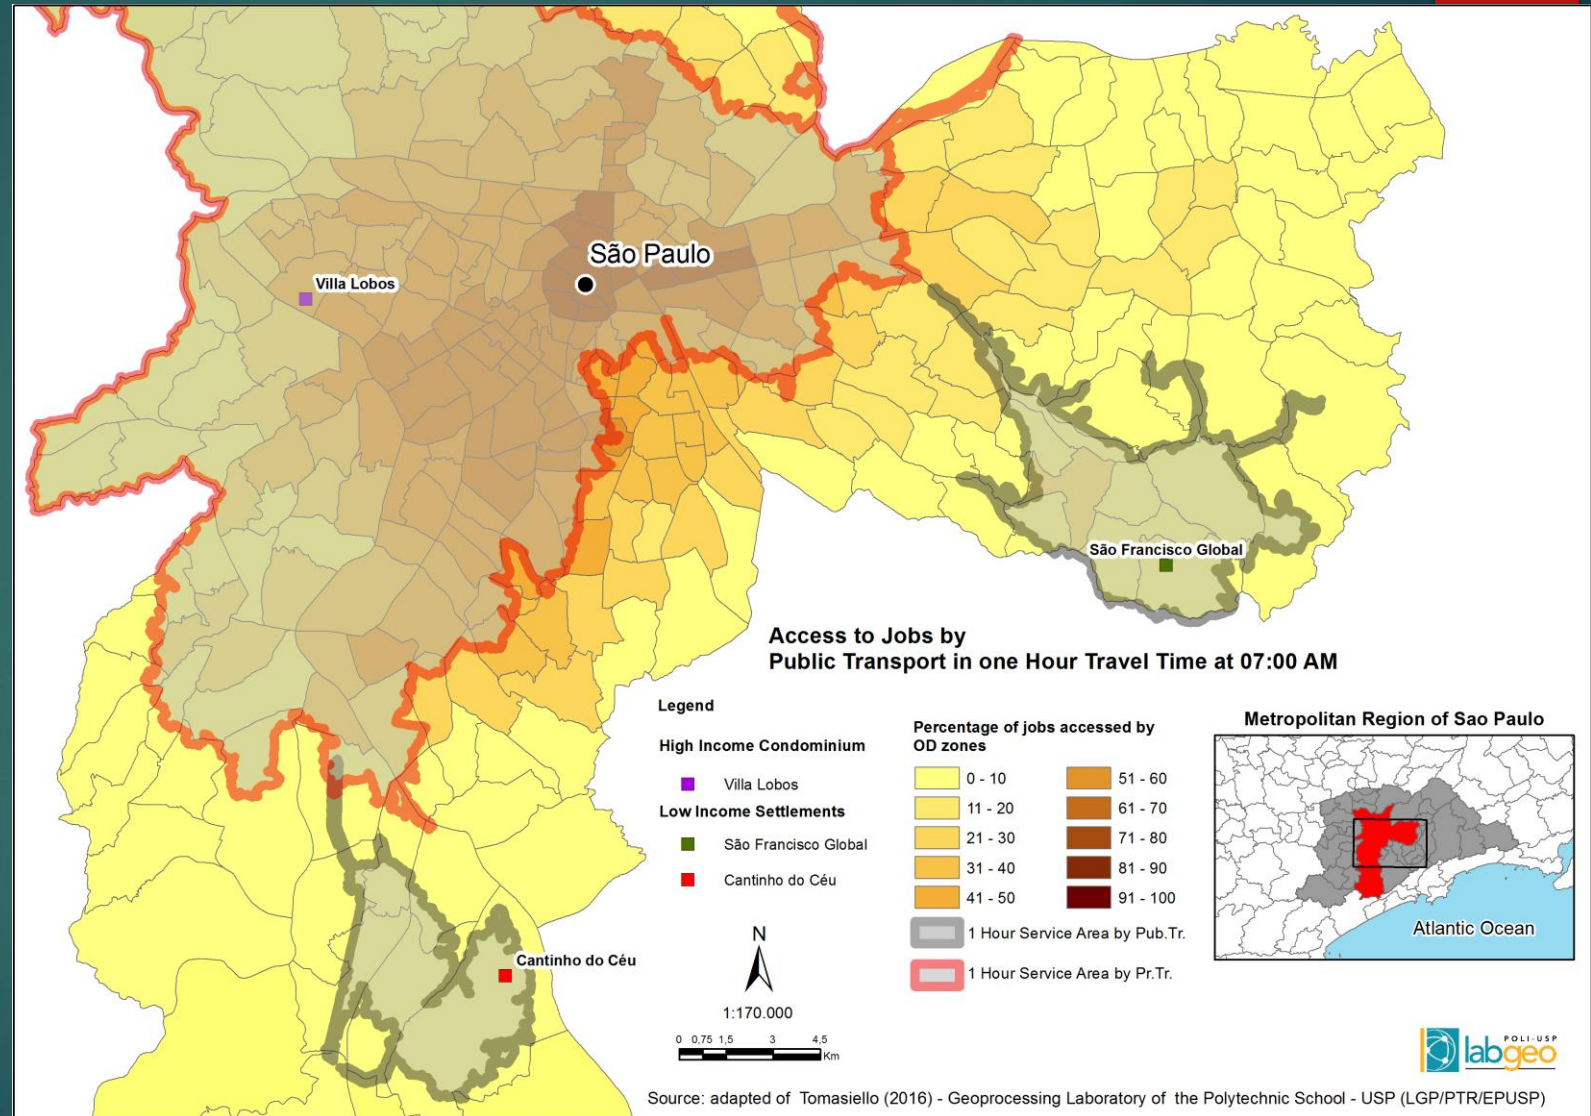 São Paulo
Villa Lobos
São Francisco Global
Access to Jobs by
Public Transport in one Hour Travel Time at 07:00 AM
Legend
High Income Condominium
Villa Lobos
Low Income Settlements
São Francisco Global
Cantinho do Céu
Percentage of jobs accessed by
OD zones
0 - 10
11 - 20
21 - 30
31 - 40
41 - 50
51 - 60
61 - 70
71 - 80
81 - 90
91 - 100
1 Hour Service Area by Pub.Tr.
1 Hour Service Area by Pr.Tr.
Metropolitan Region of Sao Paulo
Atlantic Ocean
Cantinho do Céu
N
1:170.000
0 0,75 1,5 3 4,5
Km
POLI-USP
labgeo
Source: adapted of Tomasiello (2016) - Geoprocessing Laboratory of the Polytechnic School - USP (LGP/PTR/EPUSP)